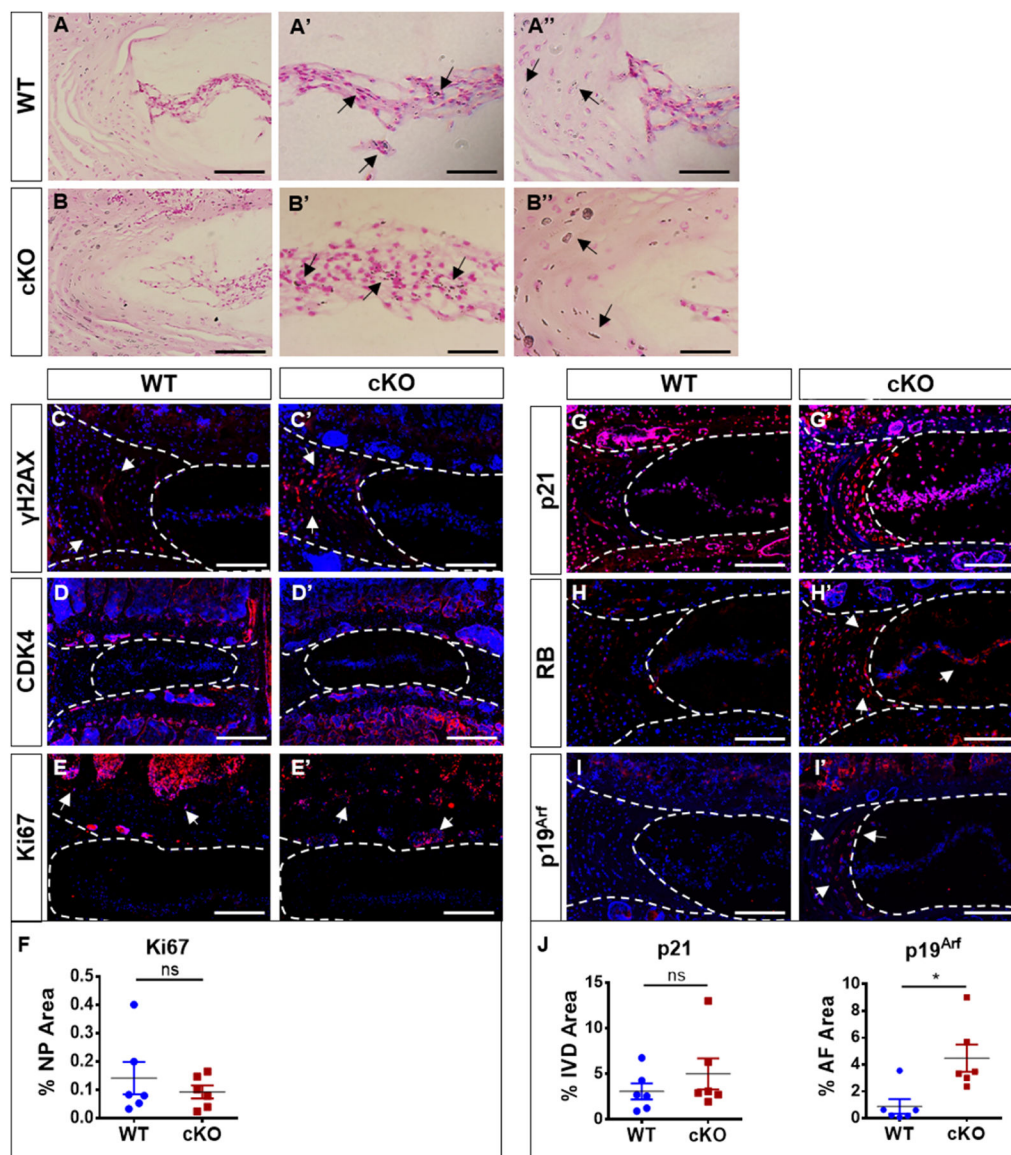 A
A'
A''
WT
B
B'
B''
cKO
WT
cKO
WT
cKO
C
C'
G
G'
γH2AX
p21
D
D'
H
H'
CDK4
RB
E
E'
I
I'
Ki67
p19Arf
F
Ki67
ns
% NP Area
0.5
0.4
0.3
0.2
0.1
0.0
WT
cKO
J
p21
ns
% IVD Area
15
10
5
0
WT
cKO
p19Arf
*
% AF Area
10
8
6
4
2
0
WT
cKO